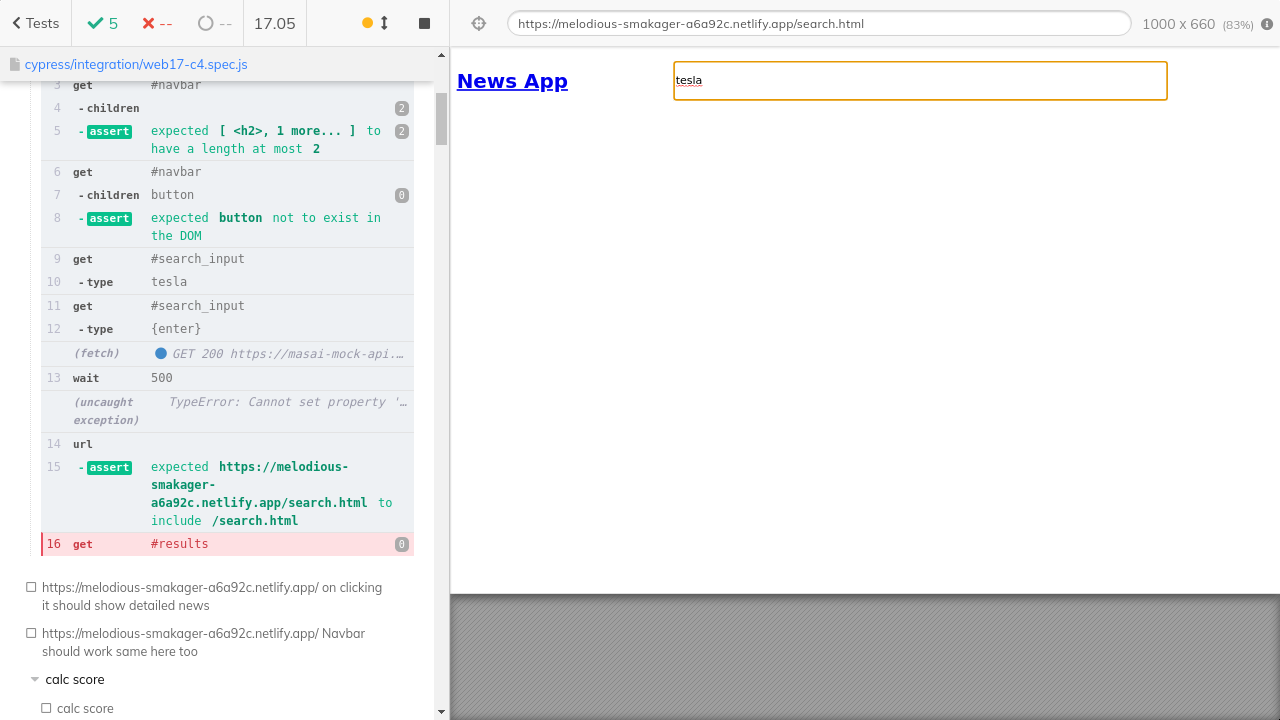 Tests
5
--
--
17.05
https://melodious-smakager-a6a92c.netlify.app/search.html
1000 x 660 (83%)
cypress/integration/web17-c4.spec.js
3 get #navbar
4 -children 2
5 -assert expected [ <h2>, 1 more... ] to 2
have a length at most 2
6 get #navbar
7 -children button 0
8 -assert expected button not to exist in
the DOM
9 get #search_input
10 -type tesla
11 get #search_input
12 -type {enter}
(fetch) GET 200 https://masai-mock-api.…
13 wait 500
(uncaught TypeError: Cannot set property '…
exception)
14 url
15 -assert expected https://melodious-
smakager-
a6a92c.netlify.app/search.html to
include /search.html
16 get #results 0
https://melodious-smakager-a6a92c.netlify.app/ on clicking
it should show detailed news
https://melodious-smakager-a6a92c.netlify.app/ Navbar
should work same here too
calc score
calc score
News App
tesla